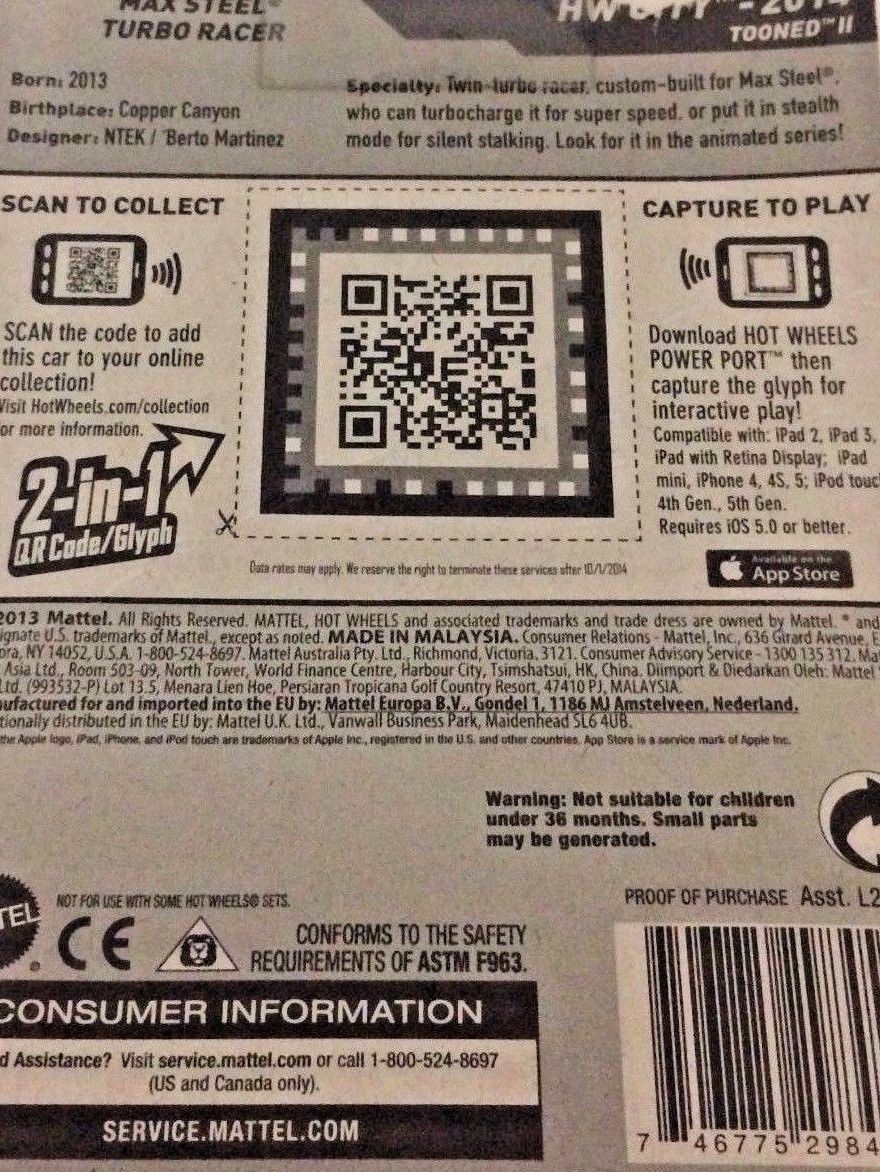 MAX STEEL®
TURBO RACER
HW CITY™ - 2014
TOONED™ II
Born: 2013
Birthplace: Copper Canyon
Designer: NTEK / 'Berto Martinez
Specialty: Twin-turbo racer, custom-built for Max Steel®,
who can turbocharge it for super speed, or put it in stealth
mode for silent stalking. Look for it in the animated series!
SCAN TO COLLECT
SCAN the code to add
this car to your online
collection!
Visit HotWheels.com/collection
for more information.
2-in-1
QR Code/Glyph
CAPTURE TO PLAY
Download HOT WHEELS
POWER PORT™ then
capture the glyph for
interactive play!
Compatible with: iPad 2, iPad 3,
iPad with Retina Display; iPad
mini, iPhone 4, 4S, 5; iPod touc
4th Gen., 5th Gen.
Requires iOS 5.0 or better.
Available on the
App Store
Data rates may apply. We reserve the right to terminate these services after 10/1/2014
2013 Mattel. All Rights Reserved. MATTEL, HOT WHEELS and associated trademarks and trade dress are owned by Mattel. ® and
ignate U.S. trademarks of Mattel, except as noted. MADE IN MALAYSIA. Consumer Relations - Mattel, Inc., 636 Girard Avenue, E
ora, NY 14052, U.S.A. 1-800-524-8697. Mattel Australia Pty. Ltd., Richmond, Victoria. 3121. Consumer Advisory Service - 1300 135 312. Mat
Asia Ltd., Room 503-09, North Tower, World Finance Centre, Harbour City, Tsimshatsui, HK, China. Diimport & Diedarkan Oleh: Mattel
Ltd. (993532-P) Lot 13.5, Menara Lien Hoe, Persiaran Tropicana Golf Country Resort, 47410 PJ, MALAYSIA.
ufactured for and imported into the EU by: Mattel Europa B.V., Gondel 1, 1186 MJ Amstelveen, Nederland.
tionally distributed in the EU by: Mattel U.K. Ltd., Vanwall Business Park, Maidenhead SL6 4UB.
the Apple logo, iPad, iPhone, and iPod touch are trademarks of Apple Inc., registered in the U.S. and other countries. App Store is a service mark of Apple Inc.
Warning: Not suitable for children
under 36 months. Small parts
may be generated.
TEL
NOT FOR USE WITH SOME HOT WHEELS® SETS.
CE
CONFORMS TO THE SAFETY
REQUIREMENTS OF ASTM F963.
PROOF OF PURCHASE Asst. L2
CONSUMER INFORMATION
d Assistance? Visit service.mattel.com or call 1-800-524-8697
(US and Canada only).
SERVICE.MATTEL.COM
7 46775 2984